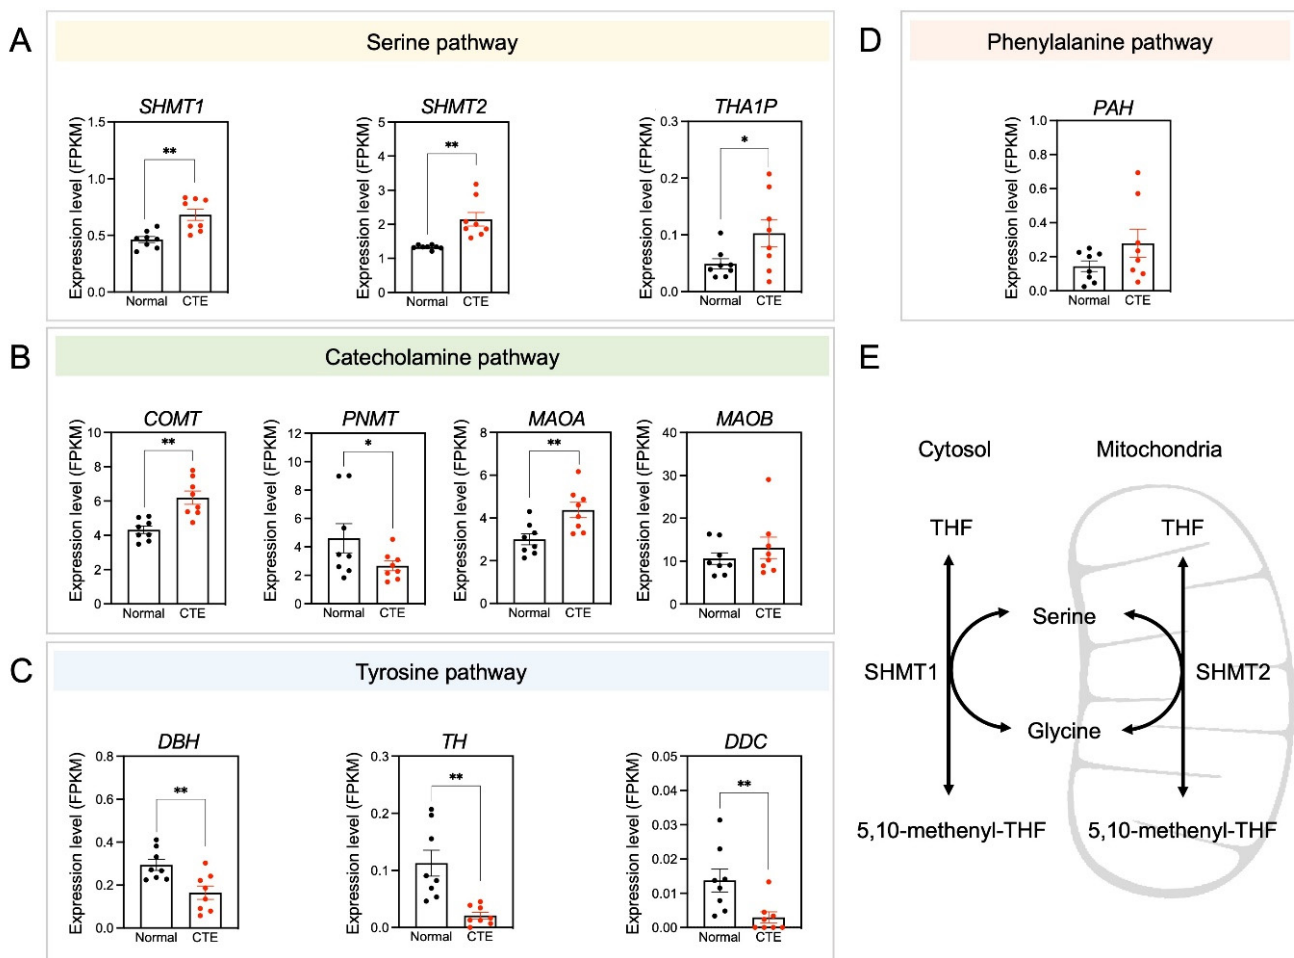 A
Serine pathway
SHMT1
Expression level (FPKM)
1.5
1.0
0.5
0.0
**
Normal CTE
SHMT2
Expression level (FPKM)
5
4
3
2
1
0
**
Normal CTE
THA1P
Expression level (FPKM)
0.3
0.2
0.1
0.0
*
Normal CTE
B
Catecholamine pathway
COMT
Expression level (FPKM)
10
8
6
4
2
0
**
Normal CTE
PNMT
Expression level (FPKM)
12
10
8
6
4
2
0
*
Normal CTE
MAOA
Expression level (FPKM)
8
6
4
2
0
**
Normal CTE
MAOB
Expression level (FPKM)
40
30
20
10
0
Normal CTE
C
Tyrosine pathway
DBH
Expression level (FPKM)
0.8
0.6
0.4
0.2
0.0
**
Normal CTE
TH
Expression level (FPKM)
0.3
0.2
0.1
0.0
**
Normal CTE
DDC
Expression level (FPKM)
0.05
0.04
0.03
0.02
0.01
0.00
**
Normal CTE
D
Phenylalanine pathway
PAH
Expression level (FPKM)
1.0
0.8
0.6
0.4
0.2
0.0
Normal CTE
E
Cytosol Mitochondria
THF THF
Serine
SHMT1 SHMT2
Glycine
5,10-methenyl-THF 5,10-methenyl-THF